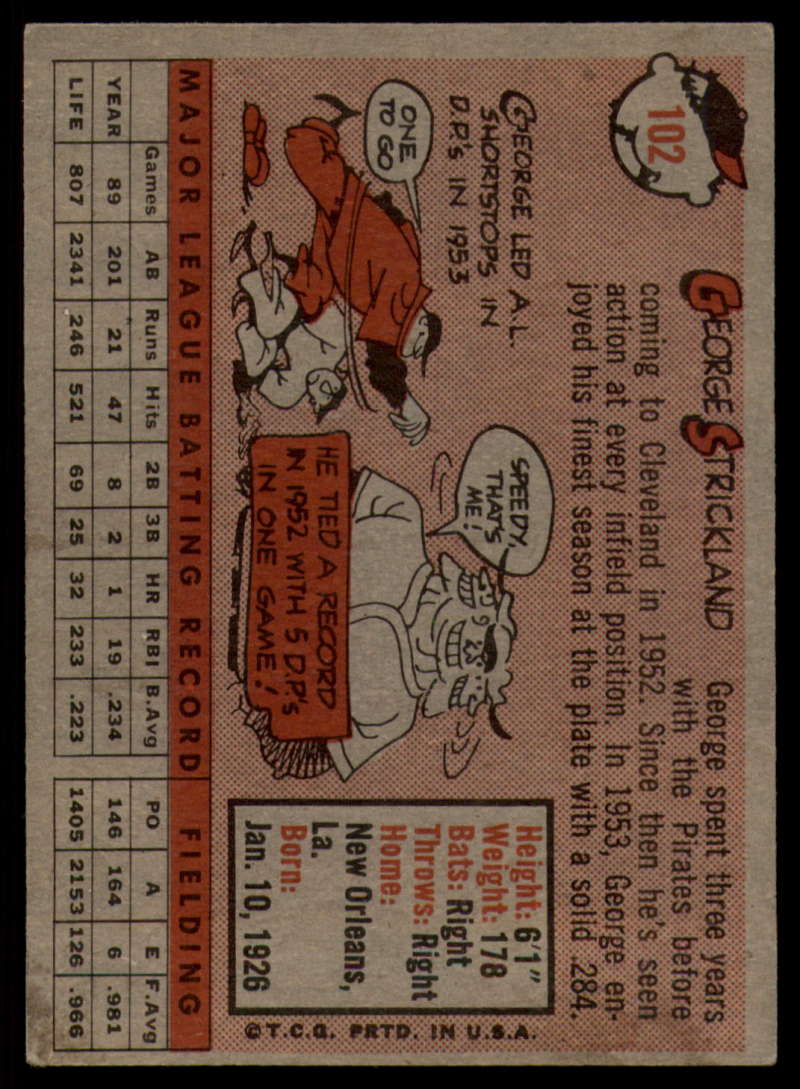 102
GEORGE STRICKLAND
George spent three years
with the Pirates before
coming to Cleveland in 1952. Since then he's seen
action at every infield position. In 1953, George en-
joyed his finest season at the plate with a solid .284.
GEORGE LED A.L.
SHORTSTOPS IN
D.P.'s IN 1953
ONE
TO GO
SPEEDY,
THAT'S
ME!
HE TIED A RECORD
IN 1952 WITH 5 D.P.'s
IN ONE GAME!
Height: 6'1"
Weight: 178
Bats: Right
Throws: Right
Home:
New Orleans,
La.
Born:
Jan. 10, 1926
©T.C.G. PRTD. IN U.S.A.
MAJOR LEAGUE BATTING RECORD FIELDING
Games AB Runs Hits 2B 3B HR RBI B.Avg PO A E F.Avg
YEAR 89 201 21 47 8 2 1 19 .234 146 164 6 .981
LIFE 807 2341 246 521 69 25 32 233 .223 1405 2153 126 .966